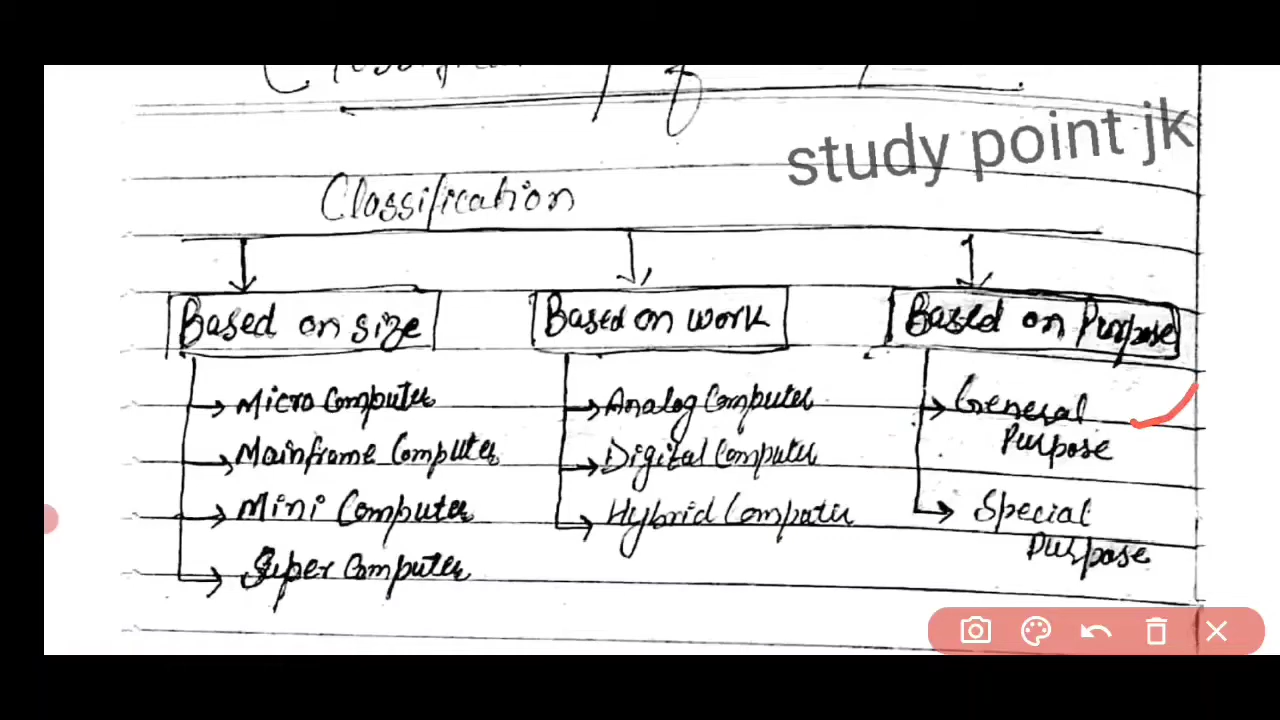 study point jk
Classification
Based on size
Based on work
Based on Purpose
Micro Computer
Mainframe Computer
Mini Computer
Super Computer
Analog Computer
Digital Computer
Hybrid Computer
General
Purpose
Special
Purpose